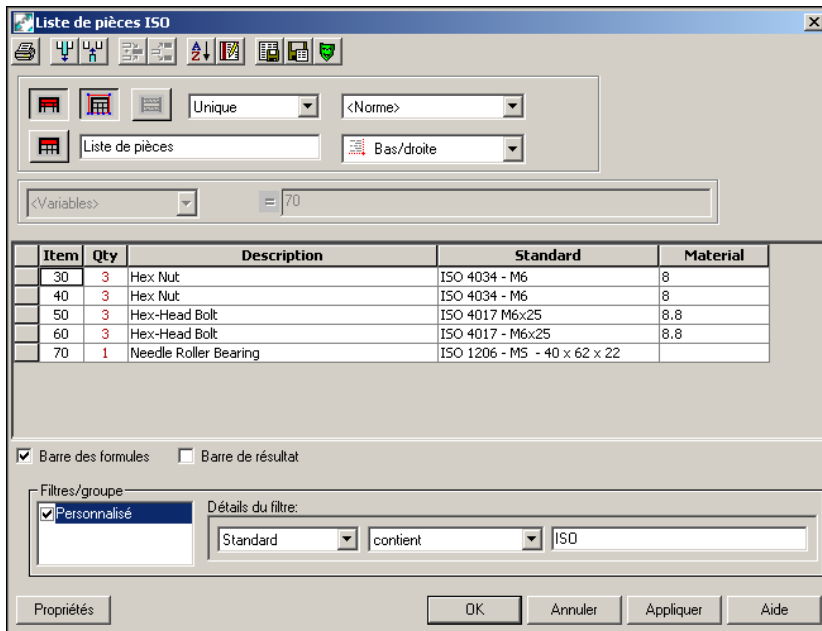 Liste de pièces ISO
Unique <Norme>
Liste de pièces Bas/droite
<Variables> = 70
Item Qty Description Standard Material
30 3 Hex Nut ISO 4034 - M6 8
40 3 Hex Nut ISO 4034 - M6 8
50 3 Hex-Head Bolt ISO 4017 M6x25 8.8
60 3 Hex-Head Bolt ISO 4017 - M6x25 8.8
70 1 Needle Roller Bearing ISO 1206 - MS - 40 x 62 x 22
Barre des formules Barre de résultat
Filtres/groupe
Personnalisé
Détails du filtre:
Standard contient ISO
Propriétés OK Annuler Appliquer Aide